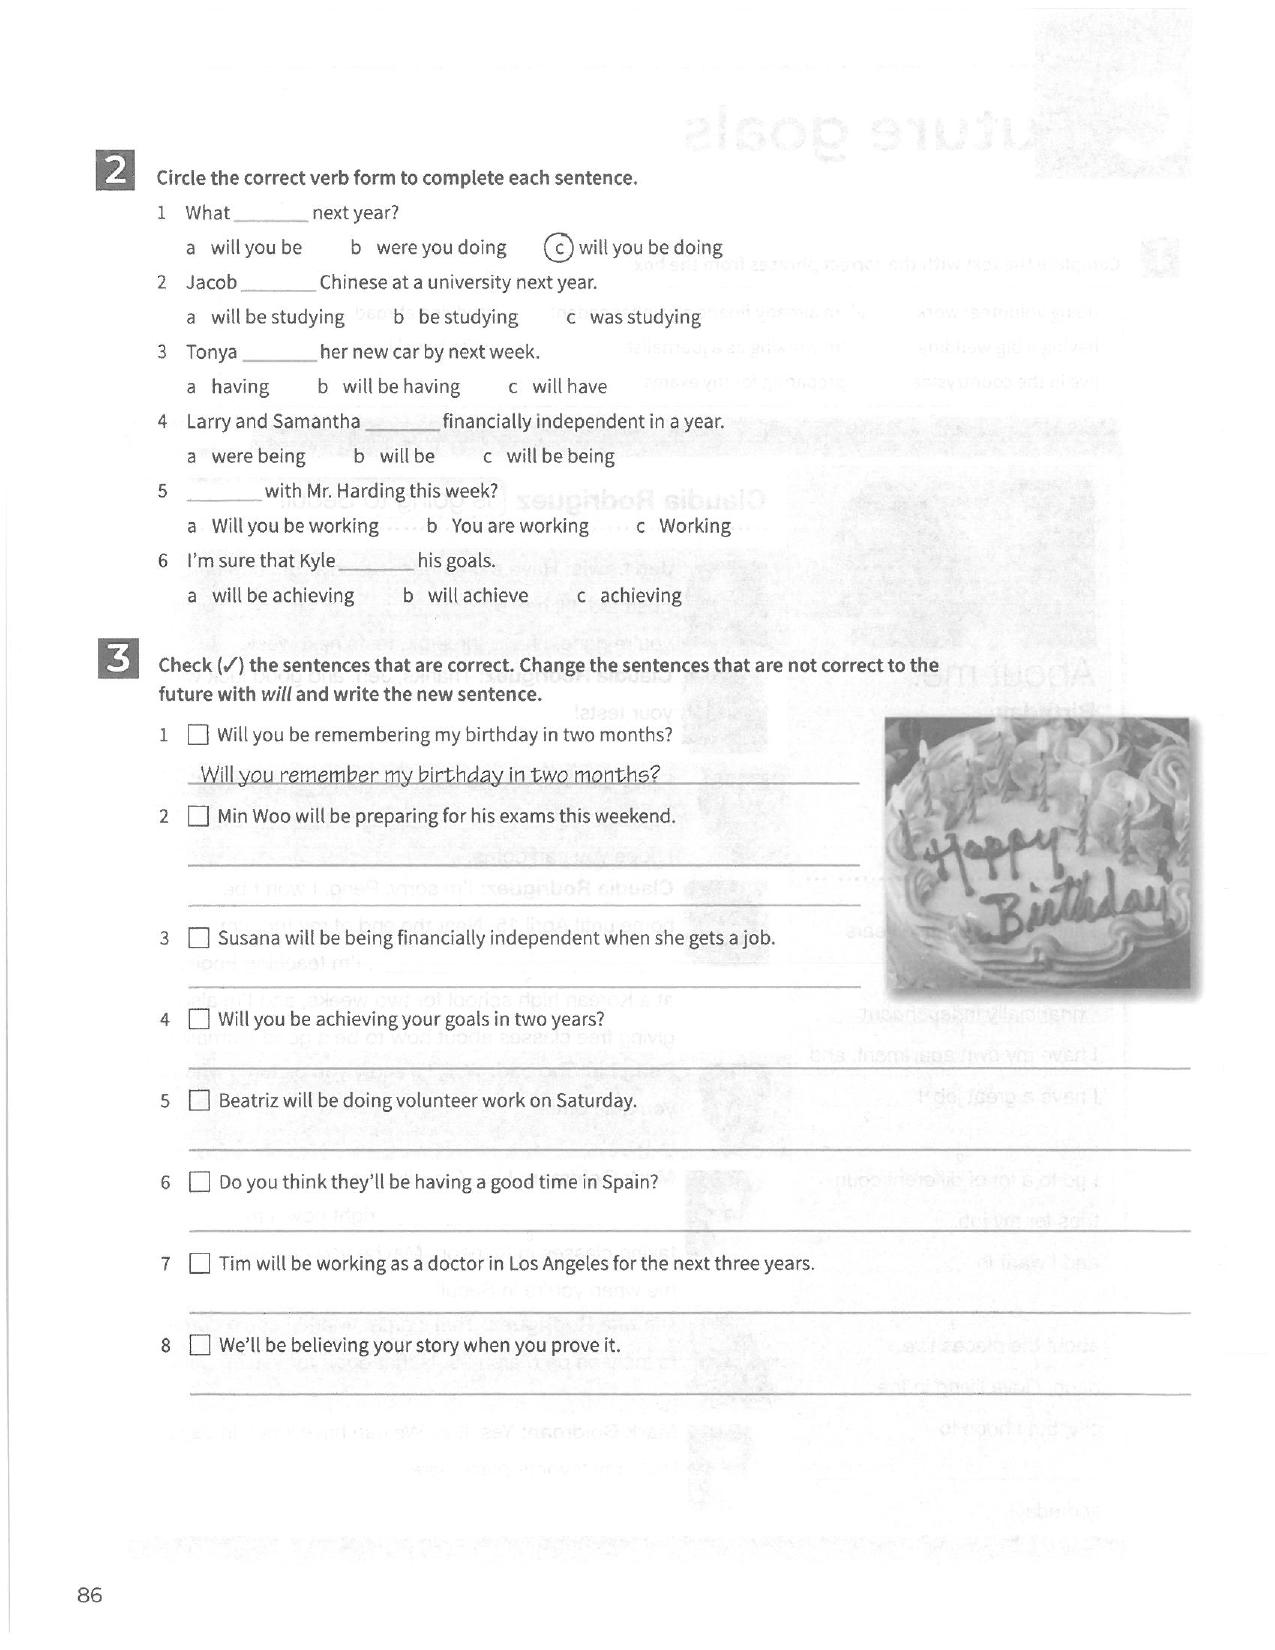 uture goals
2 Circle the correct verb form to complete each sentence.
1 What______ next year?
a will you be b were you doing c will you be doing
2 Jacob______ Chinese at a university next year.
a will be studying b be studying c was studying
3 Tonya ______ her new car by next week.
a having b will be having c will have
4 Larry and Samantha ______ financially independent in a year.
a were being b will be c will be being
5 ______ with Mr. Harding this week?
a Will you be working b You are working c Working
6 I'm sure that Kyle______ his goals.
a will be achieving b will achieve c achieving
3 Check (✓) the sentences that are correct. Change the sentences that are not correct to the
future with will and write the new sentence.
1 □ Will you be remembering my birthday in two months?
Will you remember my birthday in two months?
2 □ Min Woo will be preparing for his exams this weekend.
Happy
Birthday
3 □ Susana will be being financially independent when she gets a job.
4 □ Will you be achieving your goals in two years?
5 □ Beatriz will be doing volunteer work on Saturday.
6 □ Do you think they'll be having a good time in Spain?
7 □ Tim will be working as a doctor in Los Angeles for the next three years.
8 □ We'll be believing your story when you prove it.
86